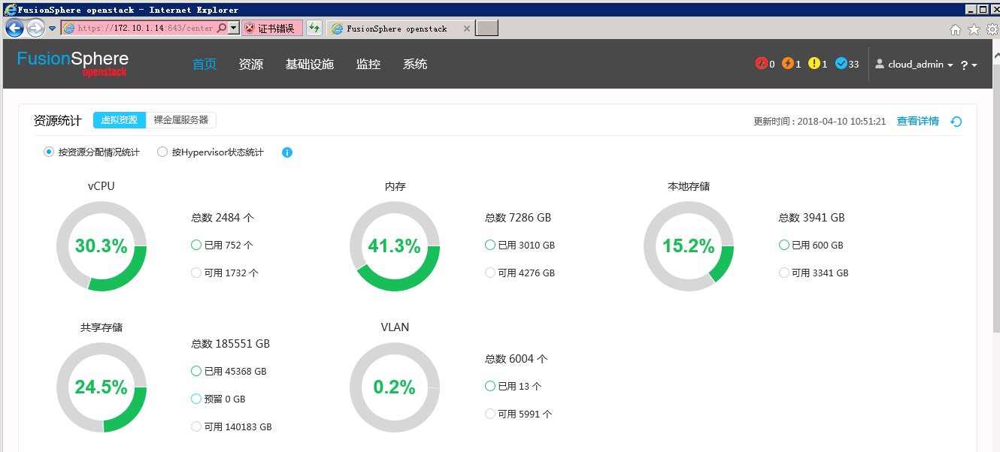 FusionSphere openstack - Internet Explorer
https://172.10.1.14:643/center
证书错误
FusionSphere openstack
FusionSphere
openstack
首页 资源 基础设施 监控 系统
0 1 1 33 cloud_admin ?
资源统计 虚拟资源 裸金属服务器
更新时间 : 2018-04-10 10:51:21 查看详情
按资源分配情况统计 按Hypervisor状态统计
vCPU
30.3%
总数 2484 个
已用 752 个
可用 1732 个
内存
41.3%
总数 7286 GB
已用 3010 GB
可用 4276 GB
本地存储
15.2%
总数 3941 GB
已用 600 GB
可用 3341 GB
共享存储
24.5%
总数 185551 GB
已用 45368 GB
预留 0 GB
可用 140183 GB
VLAN
0.2%
总数 6004 个
已用 13 个
可用 5991 个